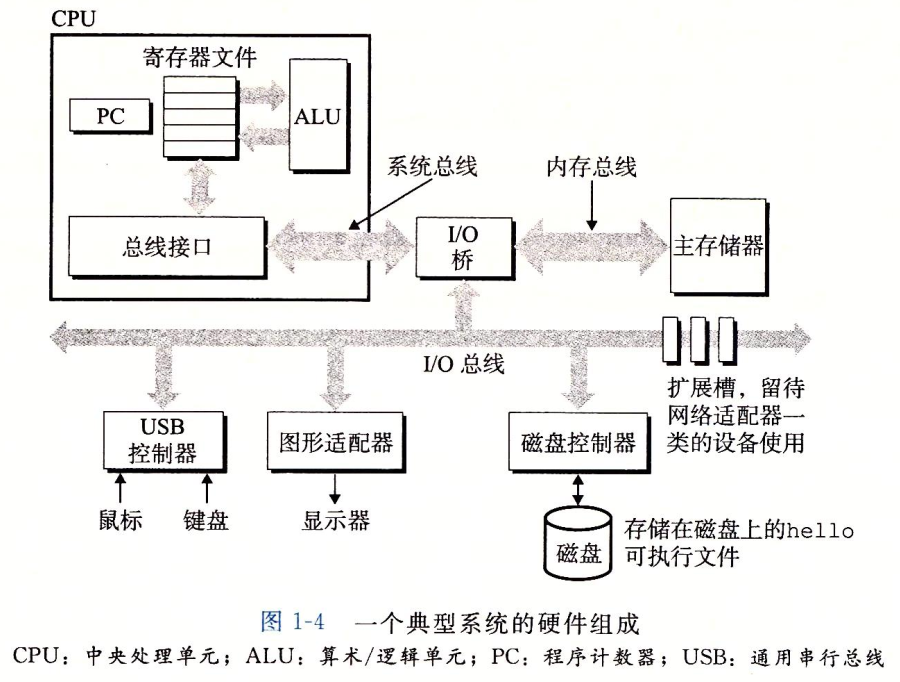 CPU
寄存器文件
PC
ALU
系统总线
内存总线
总线接口
I/O
桥
主存储器
I/O 总线
扩展槽，留待
网络适配器一
类的设备使用
USB
控制器
图形适配器
磁盘控制器
鼠标
键盘
显示器
磁盘
存储在磁盘上的hello
可执行文件
图 1-4 一个典型系统的硬件组成
CPU：中央处理单元；ALU：算术/逻辑单元；PC：程序计数器；USB：通用串行总线